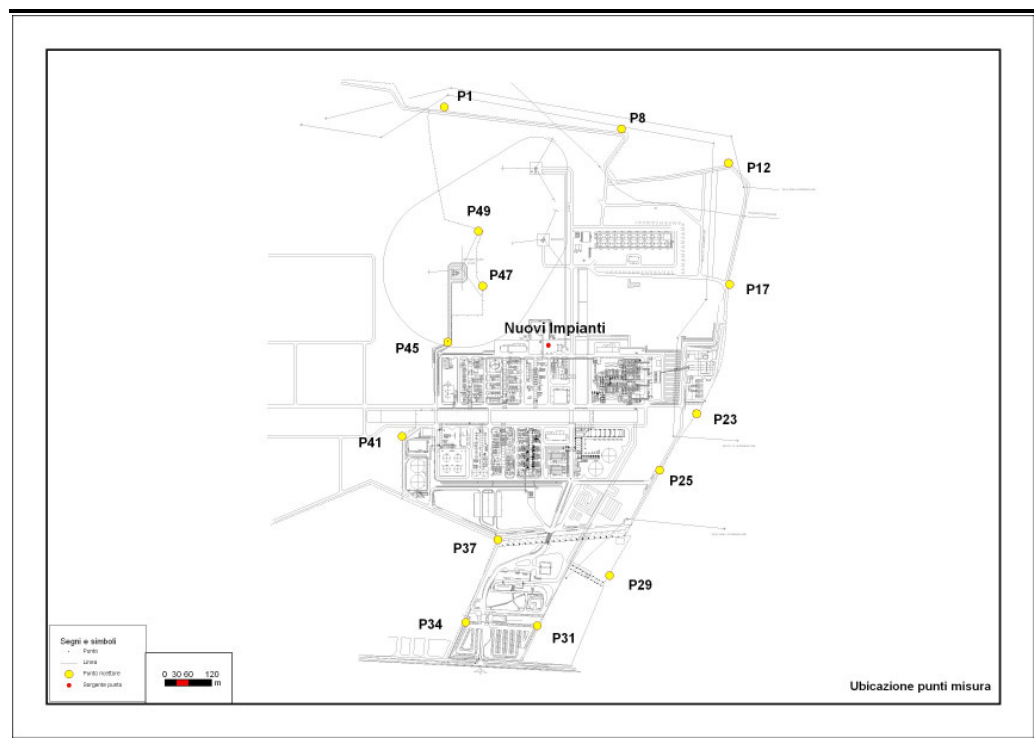 P1
P8
P12
P49
P47
P17
Nuovi Impianti
P45
P23
P41
P25
P37
P29
P34
P31
Segni e simboli
Punto
Linea
Punto ricettore
Sorgente punto
0 30 60 120
m
Ubicazione punti misura